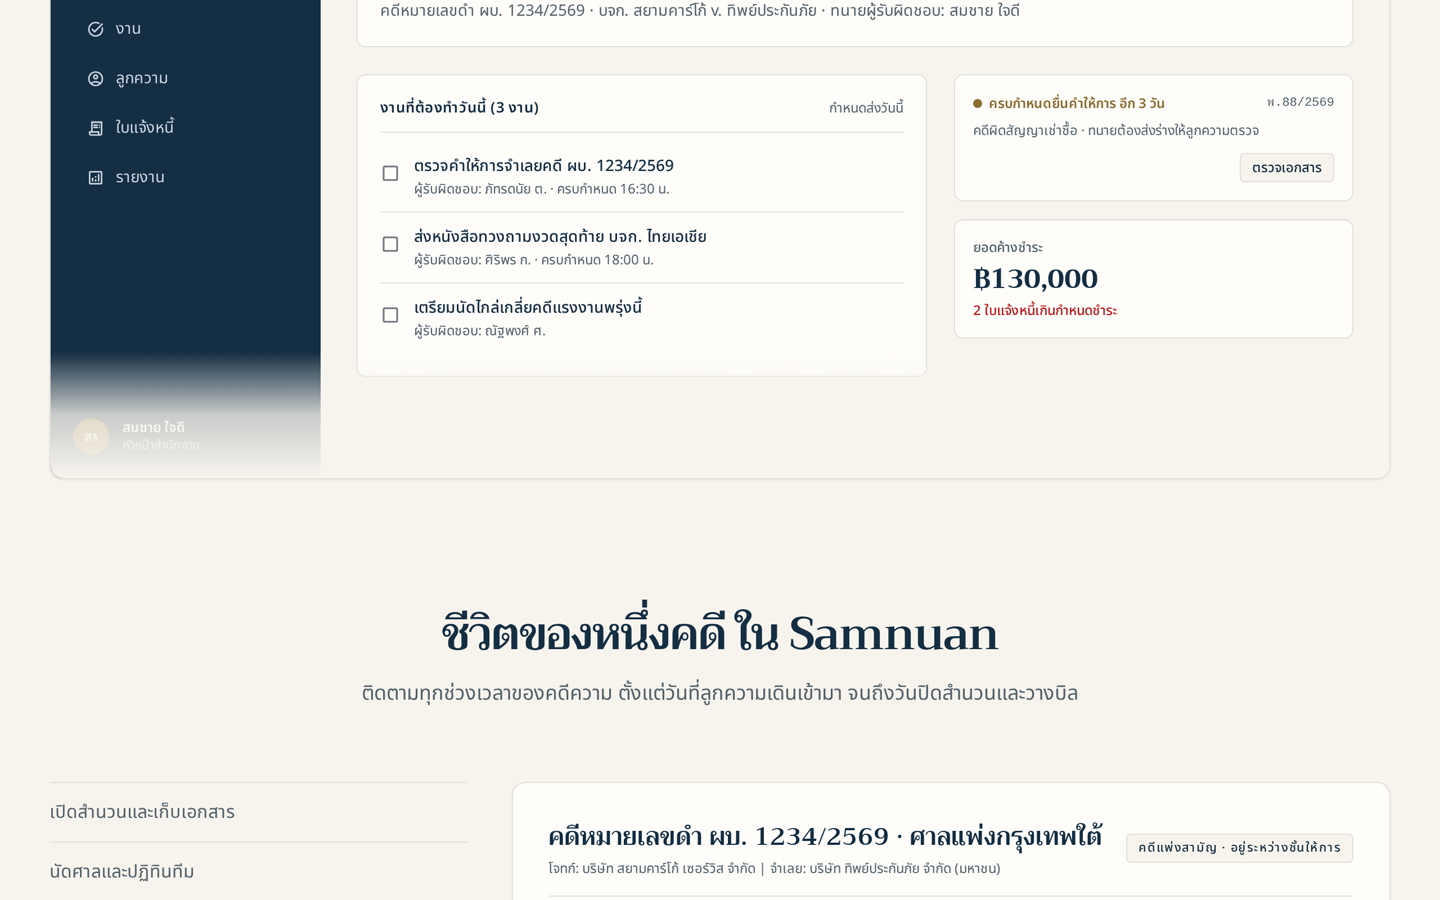 คดีหมายเลขดำ ผบ. 1234/2569 · บจก. สยามคาร์โก้ v. ทิพย์ประกันภัย · ทนายผู้รับผิดชอบ: สมชาย ใจดี
งาน
ลูกความ
ใบแจ้งหนี้
รายงาน
สจ
สมชาย ใจดี
หัวหน้าสำนักงาน
งานที่ต้องทำวันนี้ (3 งาน)
กำหนดส่งวันนี้
ตรวจคำให้การจำเลยคดี ผบ. 1234/2569
ผู้รับผิดชอบ: ภัทรดนัย ต. · ครบกำหนด 16:30 น.
ส่งหนังสือทวงถามงวดสุดท้าย บจก. ไทยเอเชีย
ผู้รับผิดชอบ: ศิริพร ก. · ครบกำหนด 18:00 น.
เตรียมนัดไกล่เกลี่ยคดีแรงงานพรุ่งนี้
ผู้รับผิดชอบ: ณัฐพงศ์ ศ.
ครบกำหนดยื่นคำให้การ อีก 3 วัน
พ.88/2569
คดีผิดสัญญาเช่าซื้อ · ทนายต้องส่งร่างให้ลูกความตรวจ
ตรวจเอกสาร
ยอดค้างชำระ
฿130,000
2 ใบแจ้งหนี้เกินกำหนดชำระ
ชีวิตของหนึ่งคดี ใน Samnuan
ติดตามทุกช่วงเวลาของคดีความ ตั้งแต่วันที่ลูกความเดินเข้ามา จนถึงวันปิดสำนวนและวางบิล
เปิดสำนวนและเก็บเอกสาร
นัดศาลและปฏิทินทีม
คดีหมายเลขดำ ผบ. 1234/2569 · ศาลแพ่งกรุงเทพใต้
โจทก์: บริษัท สยามคาร์โก้ เซอร์วิส จำกัด | จำเลย: บริษัท ทิพย์ประกันภัย จำกัด (มหาชน)
คดีแพ่งสามัญ · อยู่ระหว่างชั้นให้การ